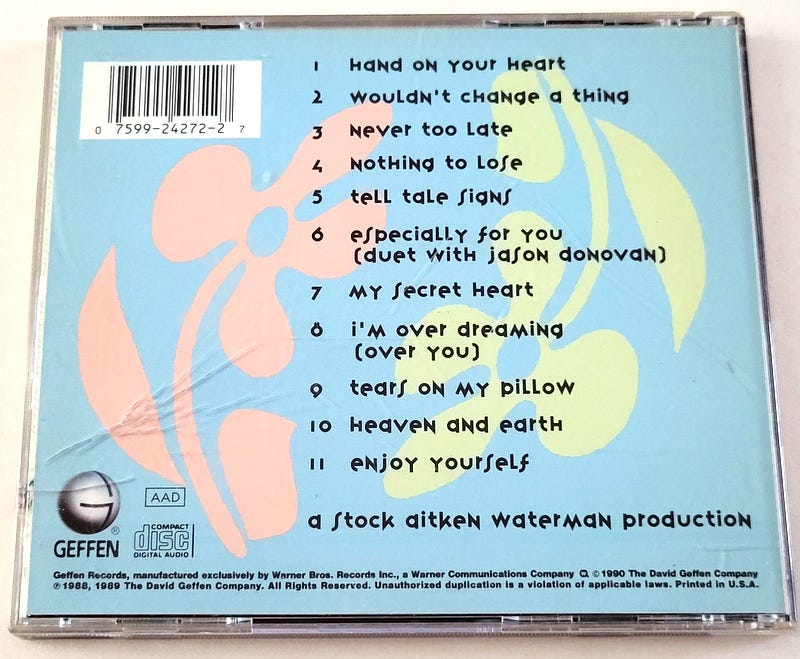 0 7599-24272-2 7
1 Hand on your heart
2 wouldn't change a thing
3 never too late
4 nothing to lose
5 tell tale signs
6 especially for you
(duet with jason donovan)
7 my secret heart
8 i'm over dreaming
(over you)
9 tears on my pillow
10 heaven and earth
11 enjoy yourself
a stock aitken waterman production
G
GEFFEN®
AAD
COMPACT
disc
DIGITAL AUDIO
Geffen Records, manufactured exclusively by Warner Bros. Records Inc., a Warner Communications Company © 1990 The David Geffen Company
℗ 1988, 1989 The David Geffen Company. All Rights Reserved. Unauthorized duplication is a violation of applicable laws. Printed in U.S.A.